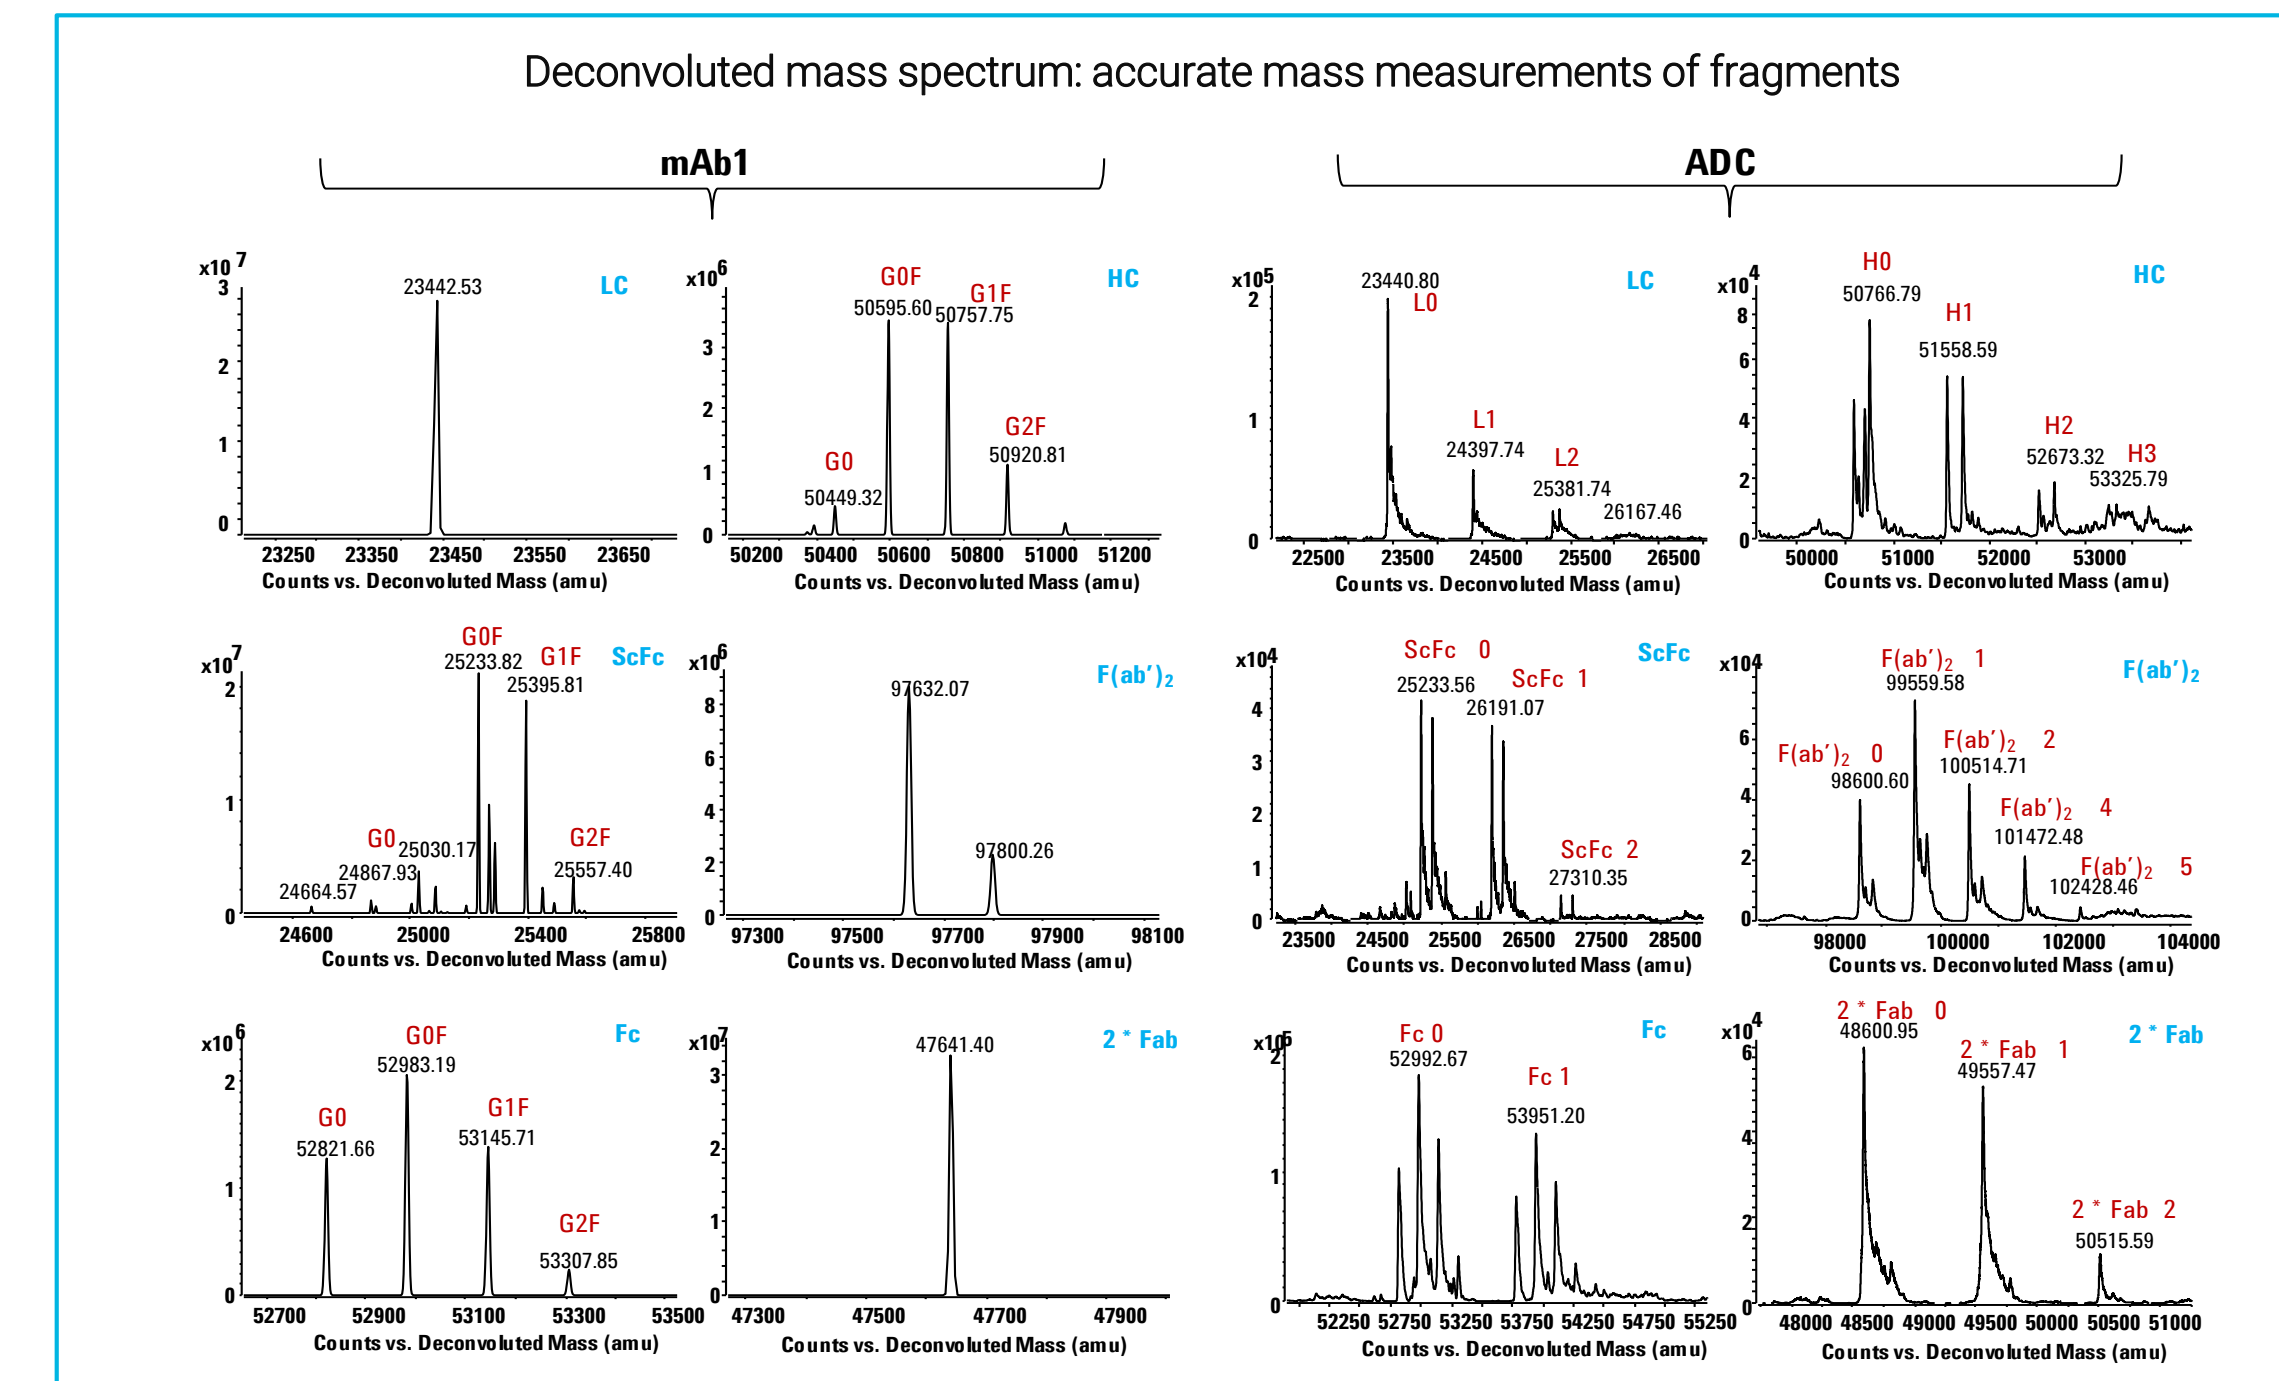 Deconvoluted mass spectrum: accurate mass measurements of fragments
mAb1
ADC
x10 7
LC
23442.53
3
2
1
0
23250 23350 23450 23550 23650
Counts vs. Deconvoluted Mass (amu)
x10 6
HC
G0F
50595.60
G1F
50757.75
G2F
50920.81
G0
50449.32
3
2
1
0
50200 50400 50600 50800 51000 51200
Counts vs. Deconvoluted Mass (amu)
x10 5
LC
23440.80
L0
L1
24397.74
L2
25381.74
26167.46
2
1
0
22500 23500 24500 25500 26500
Counts vs. Deconvoluted Mass (amu)
x10 4
HC
H0
50766.79
H1
51558.59
H2
52673.32
H3
53325.79
8
6
4
2
0
50000 51000 52000 53000
Counts vs. Deconvoluted Mass (amu)
x10 7
ScFc
G0F
25233.82
G1F
25395.81
G0
25030.17
24867.93
24664.57
G2F
25557.40
2
1
0
24600 25000 25400 25800
Counts vs. Deconvoluted Mass (amu)
x10 6
F(ab’)2
97632.07
97800.26
8
6
4
2
0
97300 97500 97700 97900 98100
Counts vs. Deconvoluted Mass (amu)
x10 4
ScFc
ScFc 0
25233.56
ScFc 1
26191.07
ScFc 2
27310.35
4
3
2
1
0
23500 24500 25500 26500 27500 28500
Counts vs. Deconvoluted Mass (amu)
x10 4
F(ab’)2
F(ab’)2 1
99559.58
F(ab’)2 0
98600.60
F(ab’)2 2
100514.71
F(ab’)2 4
101472.48
F(ab’)2 5
102428.46
6
4
2
0
98000 100000 102000 104000
Counts vs. Deconvoluted Mass (amu)
x10 6
Fc
G0F
52983.19
G0
52821.66
G1F
53145.71
G2F
53307.85
2
1
0
52700 52900 53100 53300 53500
Counts vs. Deconvoluted Mass (amu)
x10 7
2 * Fab
47641.40
3
2
1
0
47300 47500 47700 47900
Counts vs. Deconvoluted Mass (amu)
x10 5
Fc
Fc 0
52992.67
Fc 1
53951.20
2
1
0
52250 52750 53250 53750 54250 54750 55250
Counts vs. Deconvoluted Mass (amu)
x10 4
2 * Fab
2 * Fab 0
48600.95
2 * Fab 1
49557.47
2 * Fab 2
50515.59
6
4
2
0
48000 48500 49000 49500 50000 50500 51000
Counts vs. Deconvoluted Mass (amu)